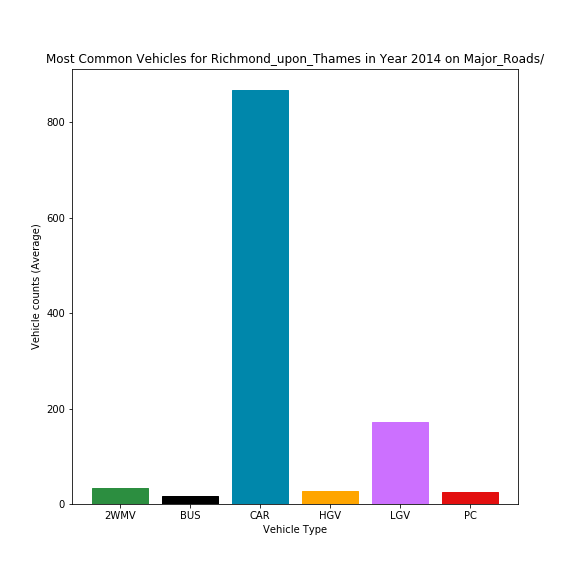 Most Common Vehicles for Richmond_upon_Thames in Year 2014 on Major_Roads/
Vehicle counts (Average)
800
600
400
200
0
2WMV BUS CAR HGV LGV PC
Vehicle Type